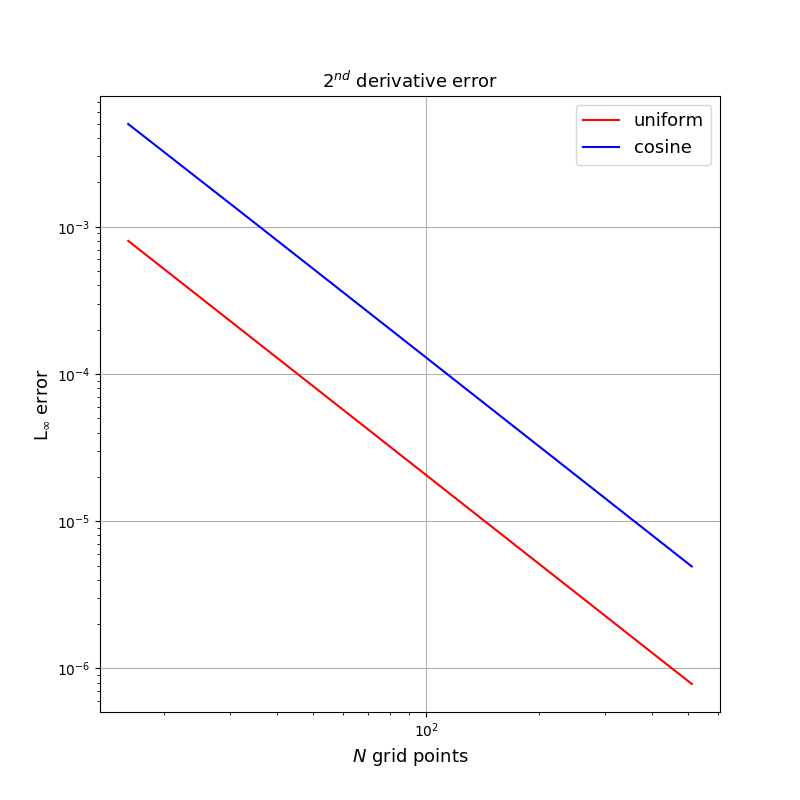 2ⁿᵈ derivative error
uniform
cosine
10⁻³
10⁻⁴
10⁻⁵
10⁻⁶
L∞ error
10²
N grid points